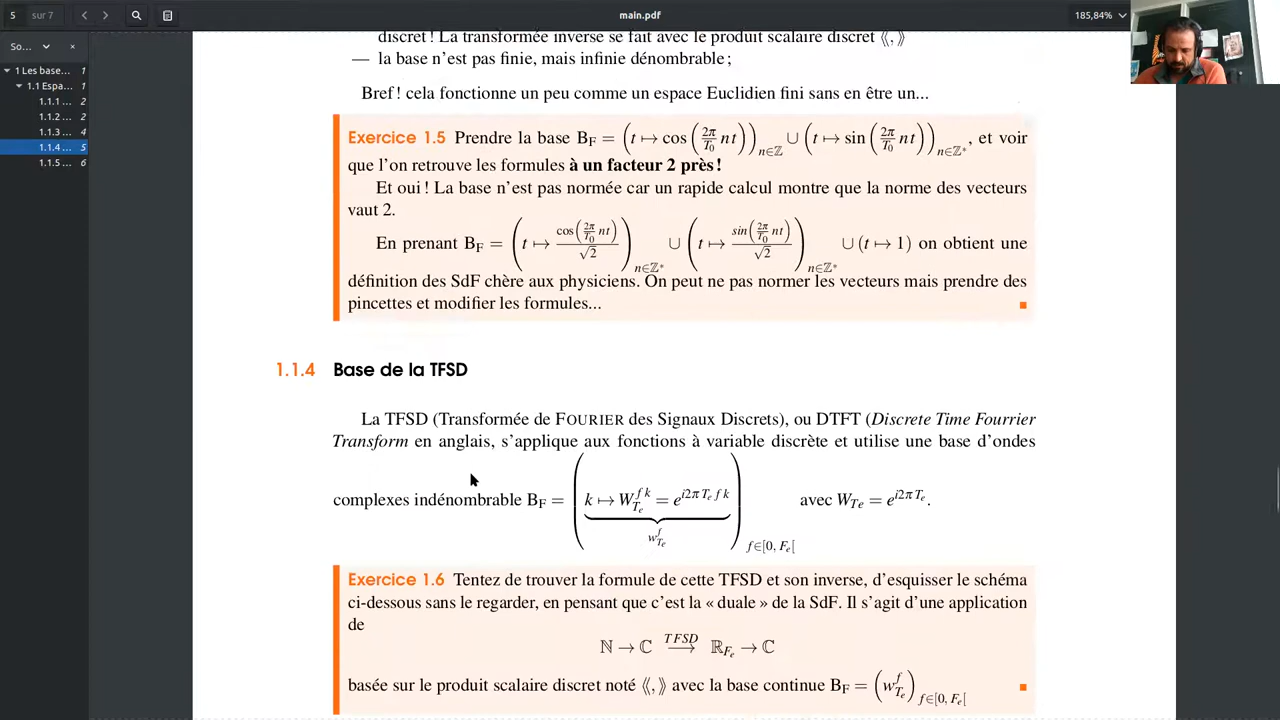 5 sur 7 main.pdf 185,84%
So...
1 Les base... 1
1.1 Espa... 1
1.1.1 ... 2
1.1.2 ... 2
1.1.3 ... 4
1.1.4 ... 5
1.1.5 ... 6
discret ! La transformée inverse se fait avec le produit scalaire discret ⟪,⟫
— la base n'est pas finie, mais infinie dénombrable ;
Bref ! cela fonctionne un peu comme un espace Euclidien fini sans en être un...
Exercice 1.5 Prendre la base B_F = (t ↦ cos(2π/T_0 nt))_{n∈ℤ} ∪ (t ↦ sin(2π/T_0 nt))_{n∈ℤ*}, et voir
que l'on retrouve les formules à un facteur 2 près !
Et oui ! La base n'est pas normée car un rapide calcul montre que la norme des vecteurs
vaut 2.
En prenant B_F = (t ↦ cos(2π/T_0 nt)/√2)_{n∈ℤ*} ∪ (t ↦ sin(2π/T_0 nt)/√2)_{n∈ℤ*} ∪ (t ↦ 1) on obtient une
définition des SdF chère aux physiciens. On peut ne pas normer les vecteurs mais prendre des
pincettes et modifier les formules...
1.1.4 Base de la TFSD
La TFSD (Transformée de FOURIER des Signaux Discrets), ou DTFT (Discrete Time Fourrier
Transform en anglais, s'applique aux fonctions à variable discrète et utilise une base d'ondes
complexes indénombrable B_F = (k ↦ W_{T_e}^{fk} = e^{i2πT_e fk})_{f∈[0,F_e[} avec W_{Te} = e^{i2πT_e}.
w_{T_e}^f
Exercice 1.6 Tentez de trouver la formule de cette TFSD et son inverse, d'esquisser le schéma
ci-dessous sans le regarder, en pensant que c'est la « duale » de la SdF. Il s'agit d'une application
de
ℕ → ℂ TFSD⟶ ℝ_{F_e} → ℂ
basée sur le produit scalaire discret noté ⟪,⟫ avec la base continue B_F = (w_{T_e}^f)_{f∈[0,F_e[}